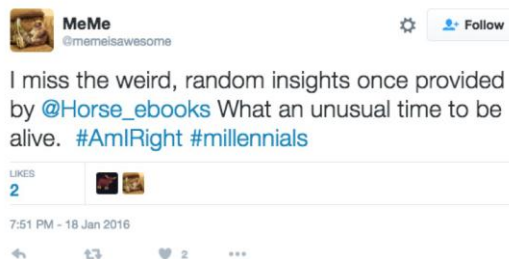 MeMe
@memeisawesome
Follow
I miss the weird, random insights once provided
by @Horse_ebooks What an unusual time to be
alive. #AmIRight #millennials
LIKES
2
7:51 PM - 18 Jan 2016
2